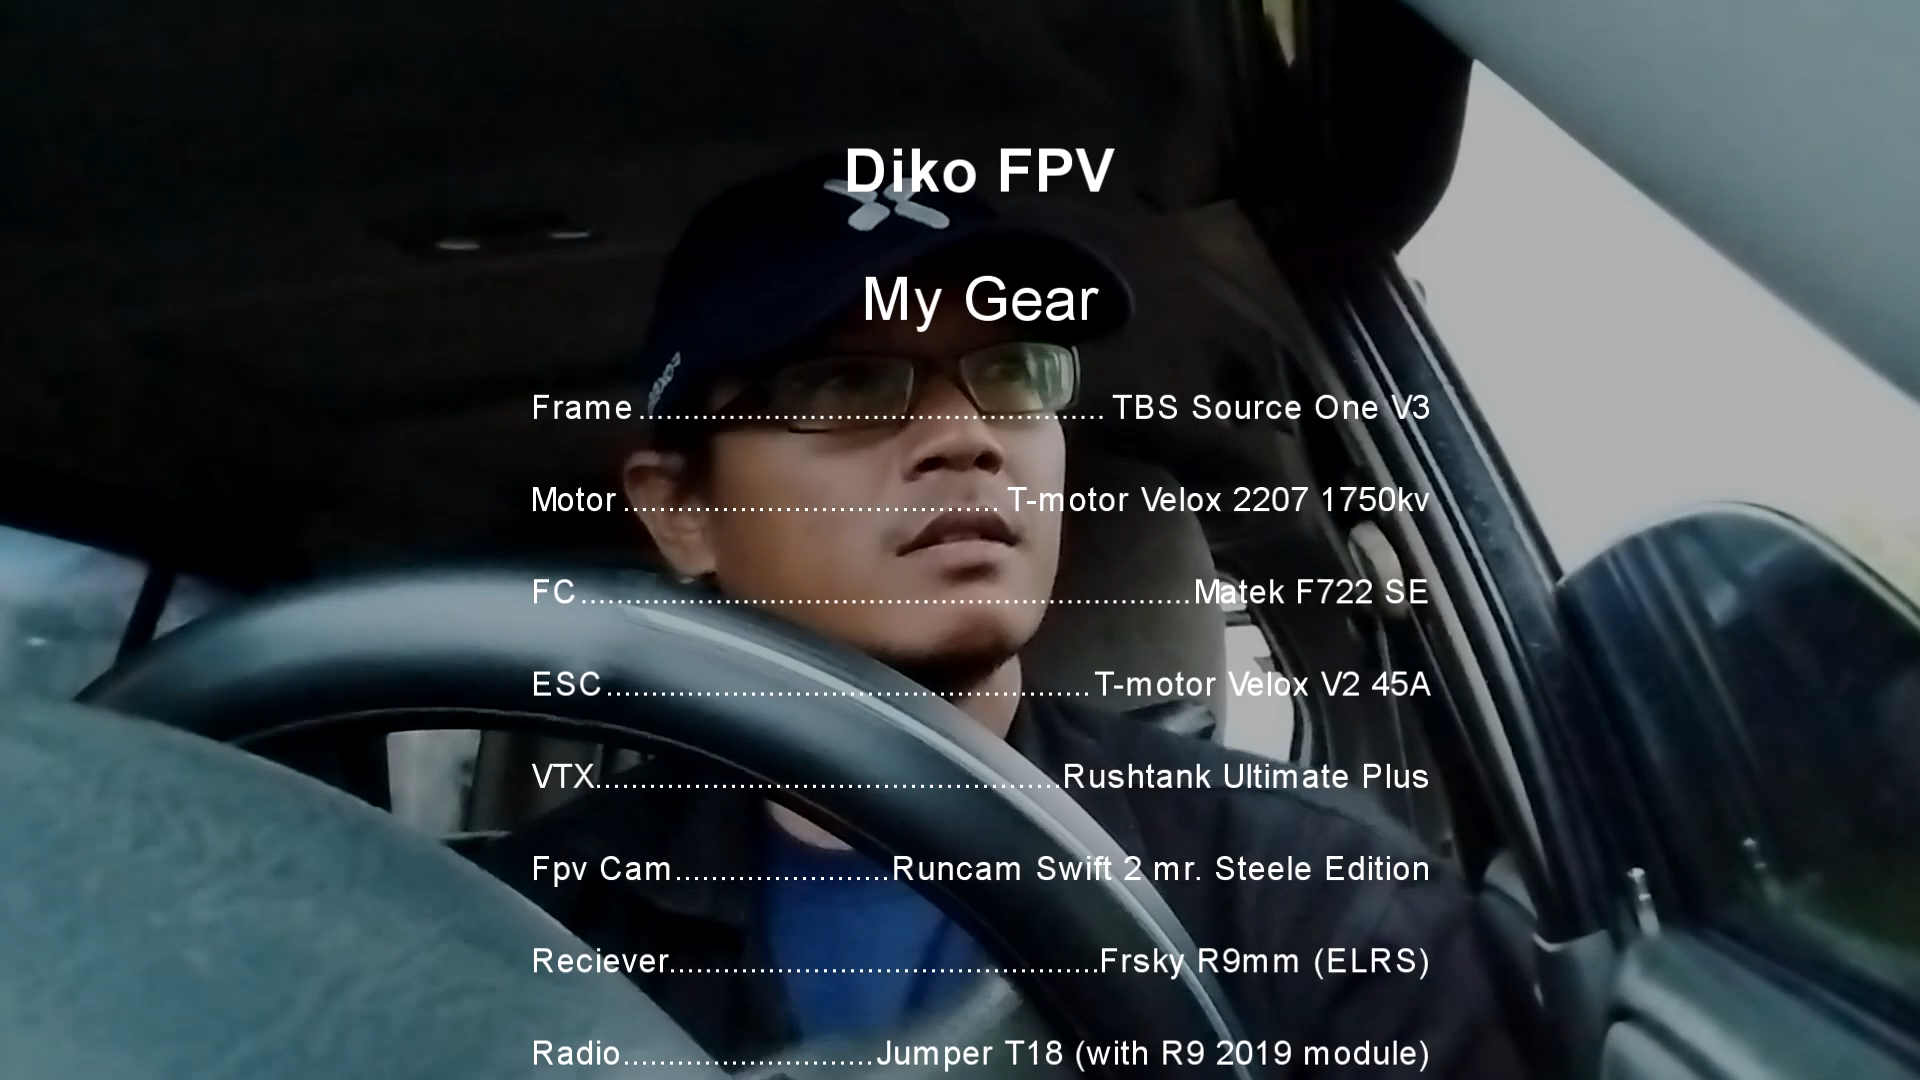 Diko FPV
My Gear
Frame....................................... TBS Source One V3
Motor................................ T-motor Velox 2207 1750kv
FC....................................................Matek F722 SE
ESC......................................... T-motor Velox V2 45A
VTX........................................Rushtank Ultimate Plus
Fpv Cam..................Runcam Swift 2 mr. Steele Edition
Reciever....................................Frsky R9mm (ELRS)
Radio.....................Jumper T18 (with R9 2019 module)